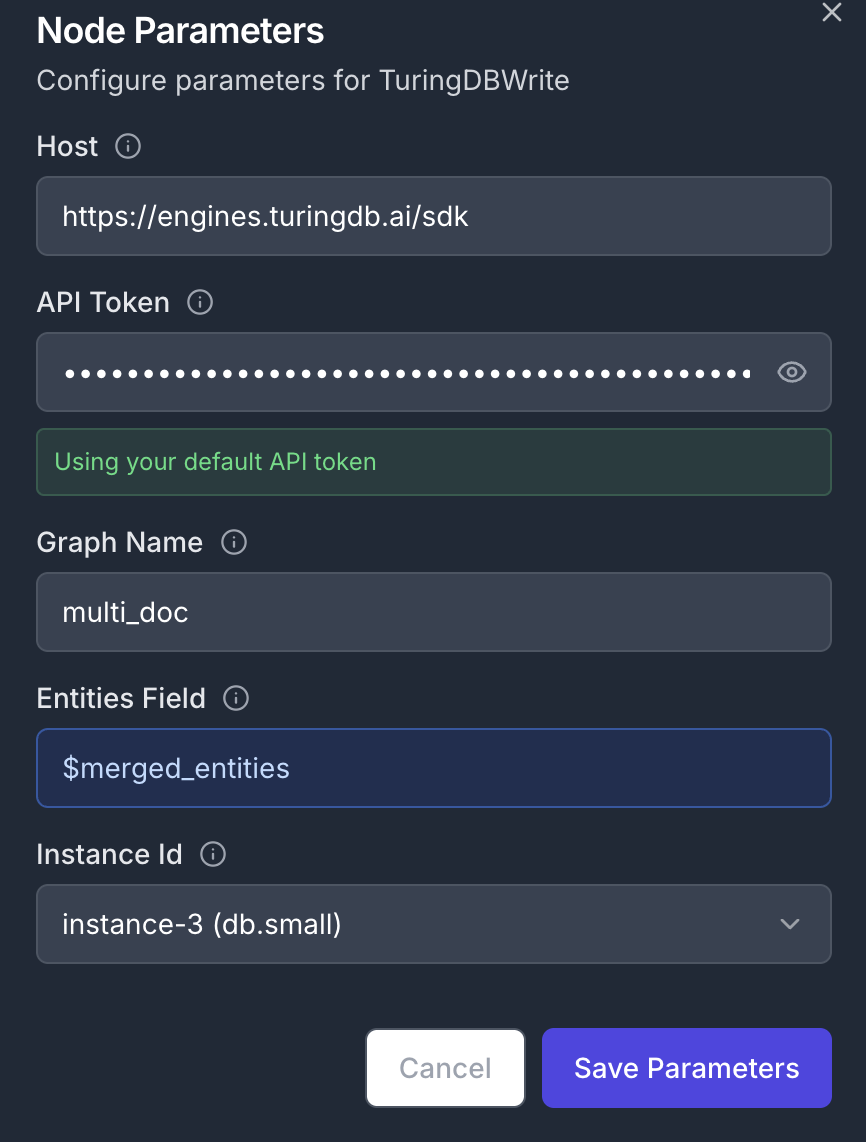 Node Parameters
Configure parameters for TuringDBWrite
Host
https://engines.turingdb.ai/sdk
API Token
Using your default API token
Graph Name
multi_doc
Entities Field
$merged_entities
Instance Id
instance-3 (db.small)
Cancel
Save Parameters